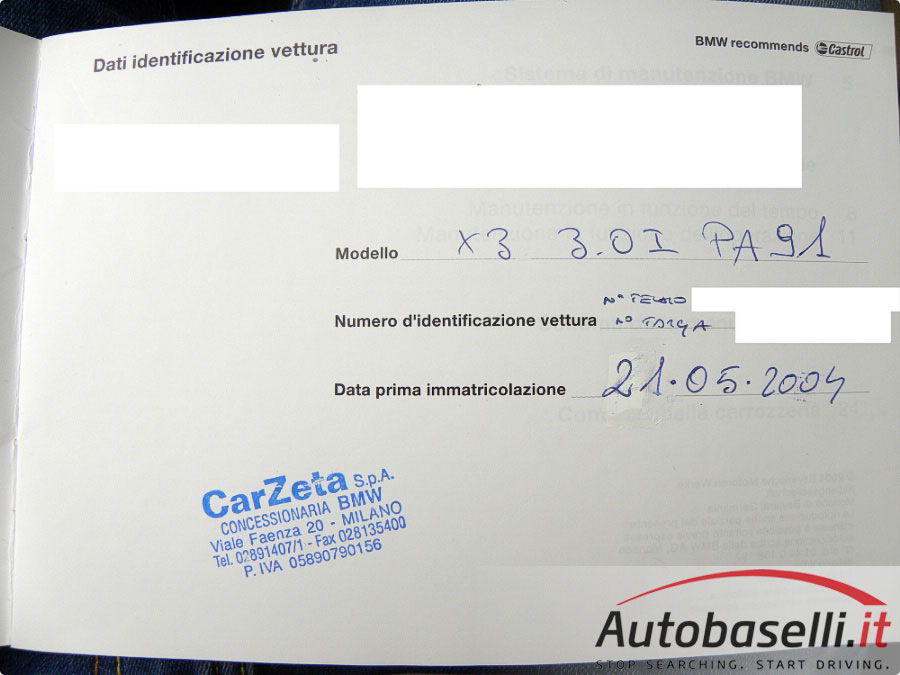 Dati identificazione vettura
BMW recommends Castrol
Modello X3 3.0I PA91
N° TELAIO
Numero d'identificazione vettura N° TARGA
Data prima immatricolazione 21.05.2004
CarZeta S.p.A.
CONCESSIONARIA BMW
Viale Faenza 20 - MILANO
Tel. 02891407/1 - Fax 028135400
P. IVA 05890790156
Autobaselli.it
STOP SEARCHING. START DRIVING.